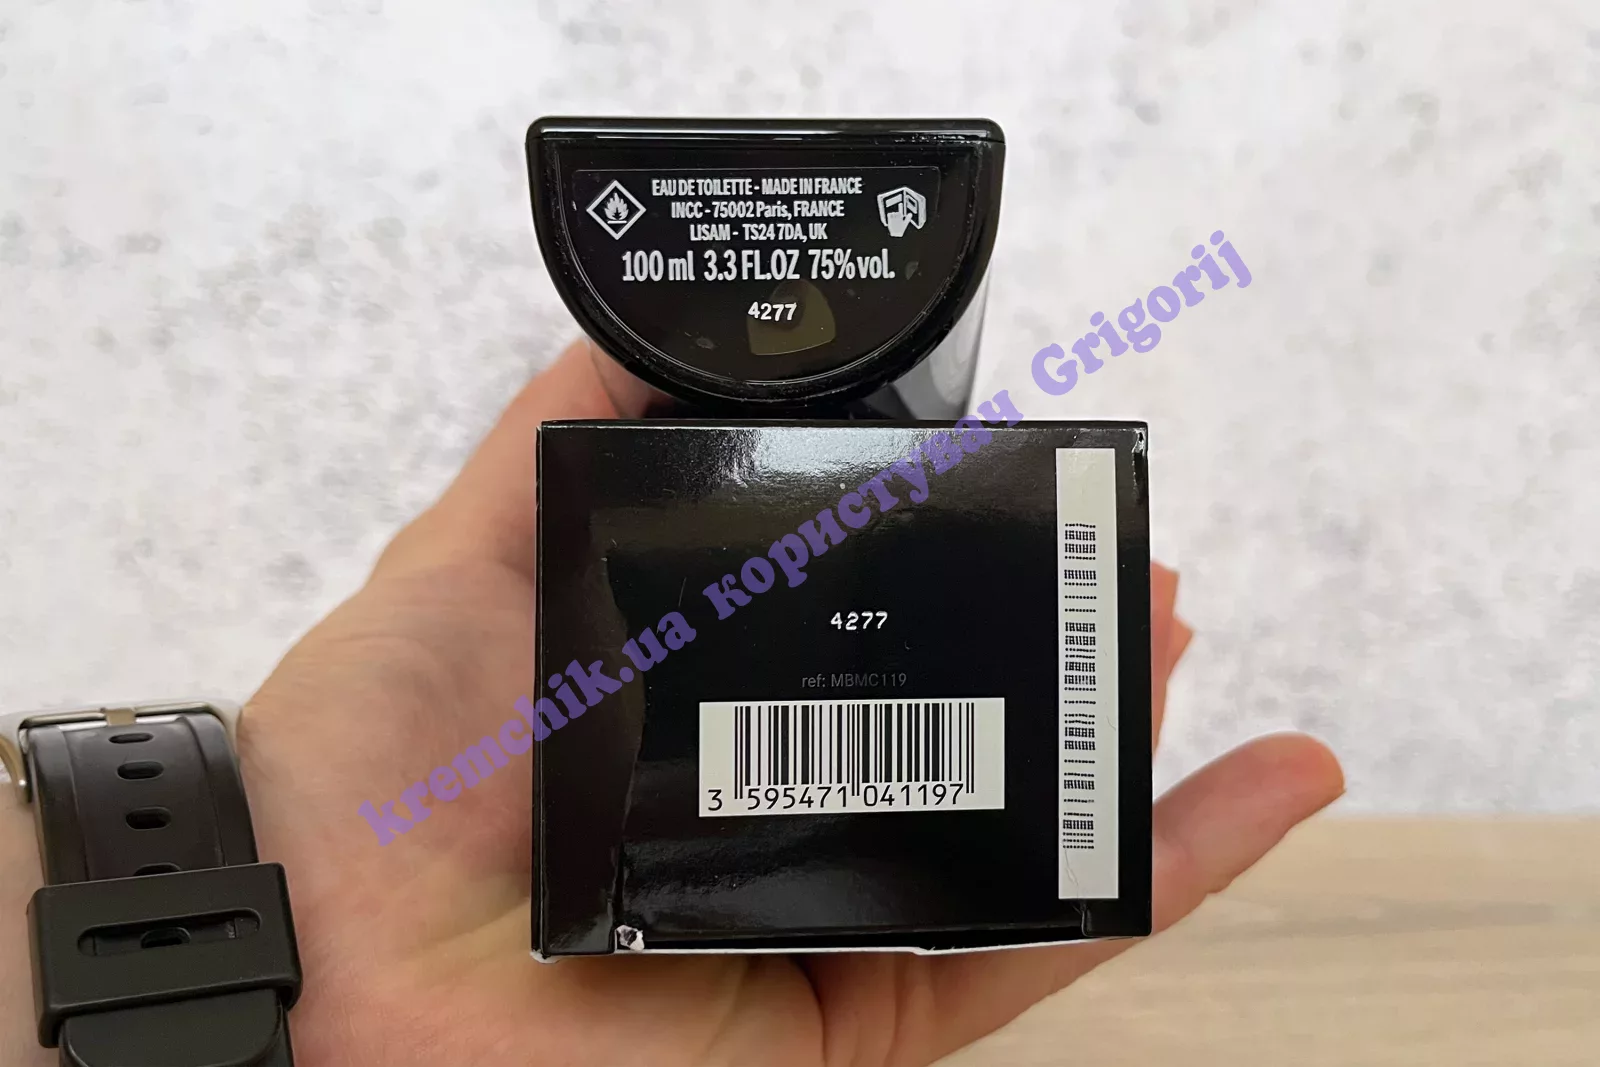 EAU DE TOILETTE - MADE IN FRANCE
INCC - 75002 Paris, FRANCE
LISAM - TS24 7DA, UK
100 ml 3.3 FL.OZ 75% vol.
4277
4277
ref: MBMC119
3 595471 041197
kremchik.ua користувач Grigorij